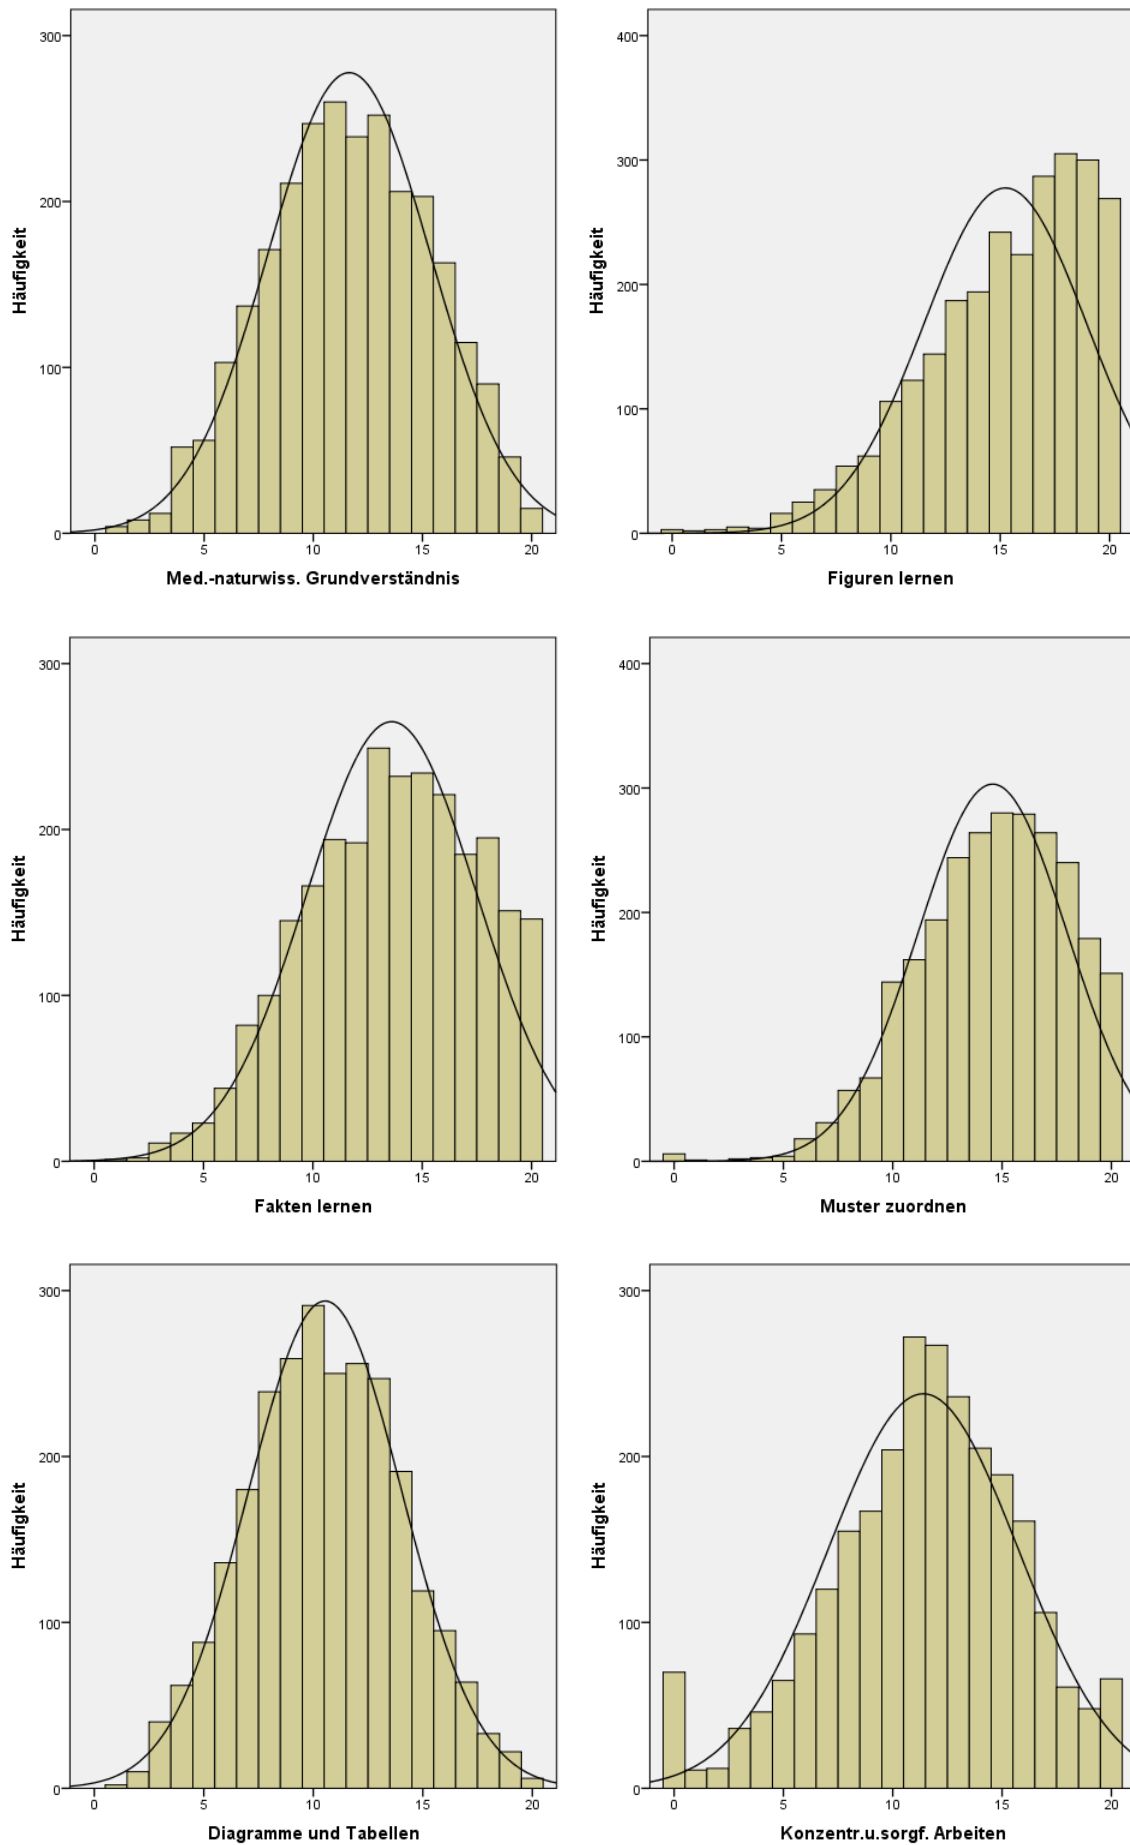 300
200
100
0
Häufigkeit
0 5 10 15 20
Med.-naturwiss. Grundverständnis
400
300
200
100
0
Häufigkeit
0 5 10 15 20
Figuren lernen
300
200
100
0
Häufigkeit
0 5 10 15 20
Fakten lernen
400
300
200
100
0
Häufigkeit
0 5 10 15 20
Muster zuordnen
300
200
100
0
Häufigkeit
0 5 10 15 20
Diagramme und Tabellen
300
200
100
0
Häufigkeit
0 5 10 15 20
Konzentr.u.sorgf. Arbeiten